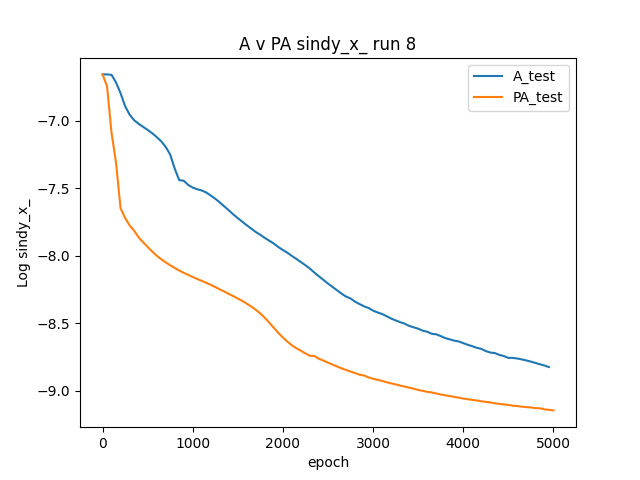 A v PA sindy_x_ run 8
A_test
PA_test
Log sindy_x_
−7.0
−7.5
−8.0
−8.5
−9.0
0 1000 2000 3000 4000 5000
epoch